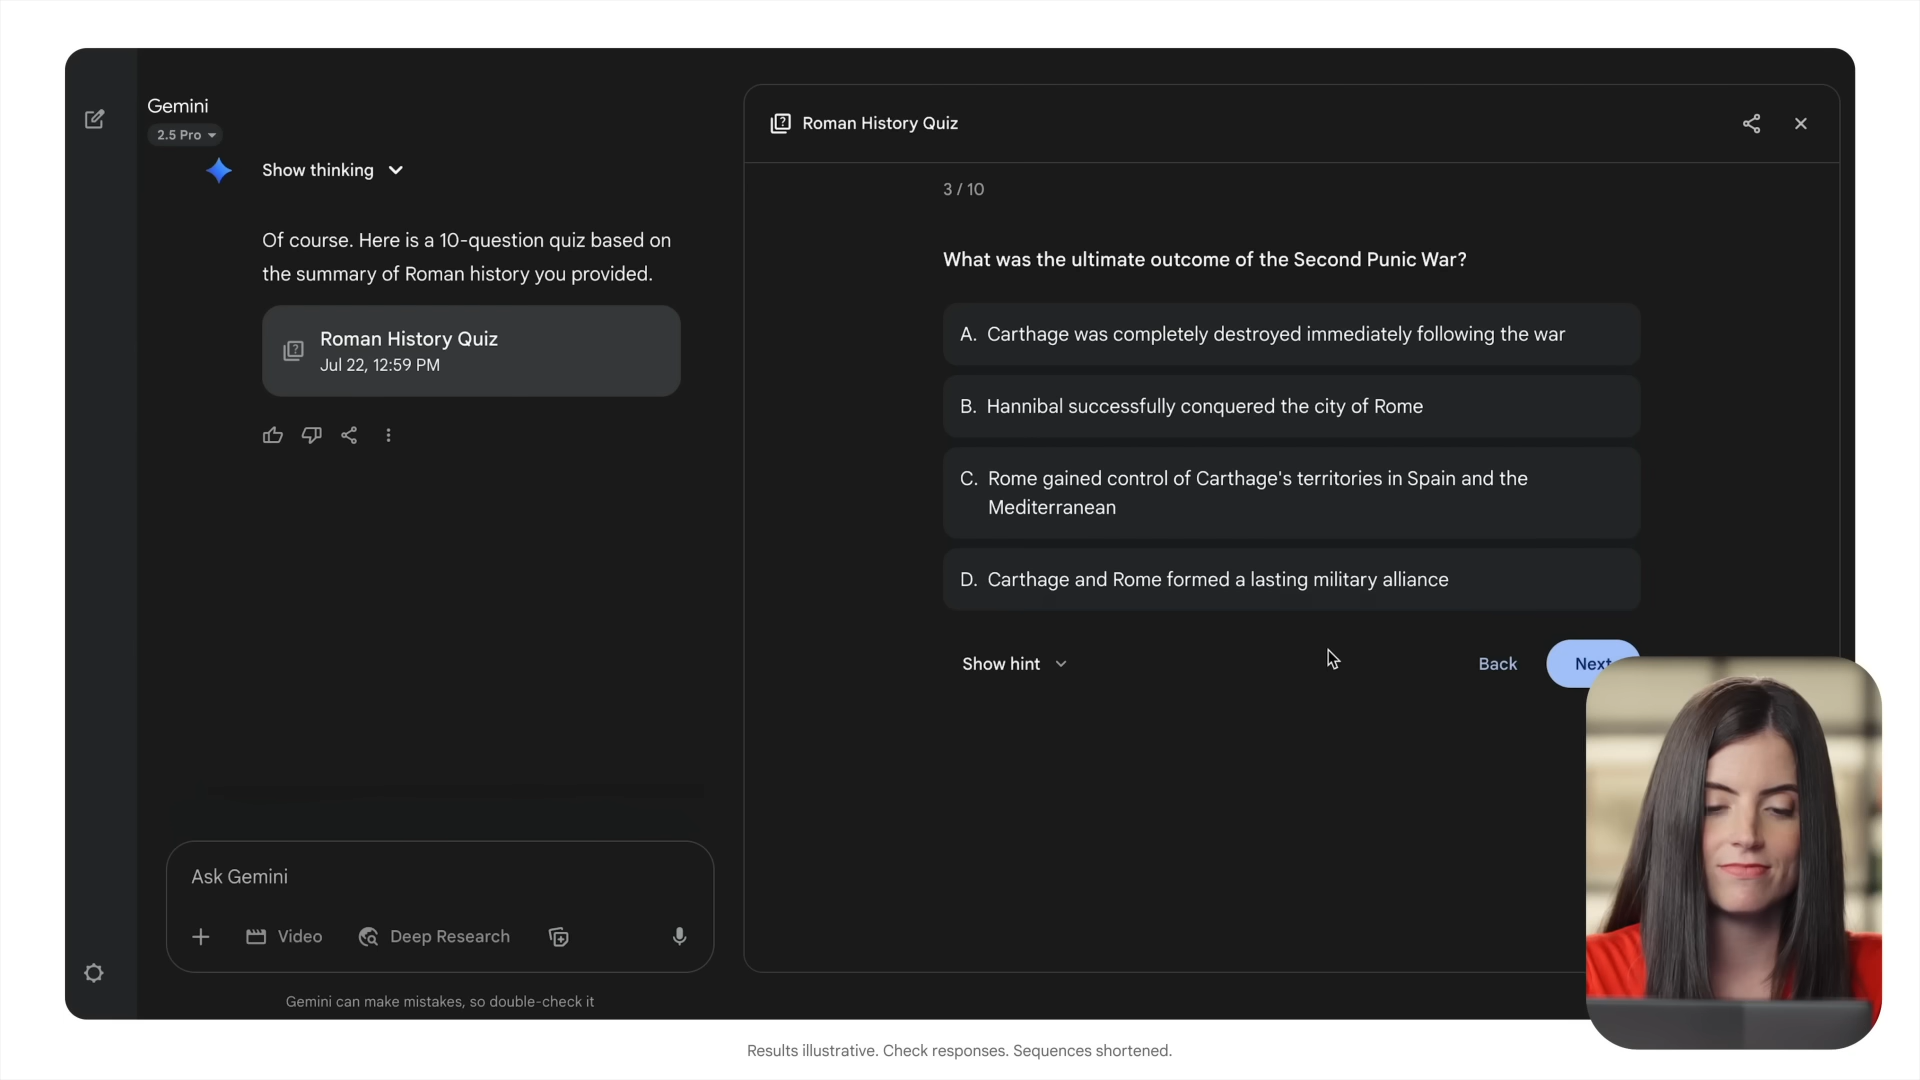 Gemini
2.5 Pro
Show thinking
Of course. Here is a 10-question quiz based on
the summary of Roman history you provided.
Roman History Quiz
Jul 22, 12:59 PM
Ask Gemini
Video
Deep Research
Gemini can make mistakes, so double-check it
Roman History Quiz
3 / 10
What was the ultimate outcome of the Second Punic War?
A. Carthage was completely destroyed immediately following the war
B. Hannibal successfully conquered the city of Rome
C. Rome gained control of Carthage's territories in Spain and the
Mediterranean
D. Carthage and Rome formed a lasting military alliance
Show hint
Back
Next
Results illustrative. Check responses. Sequences shortened.